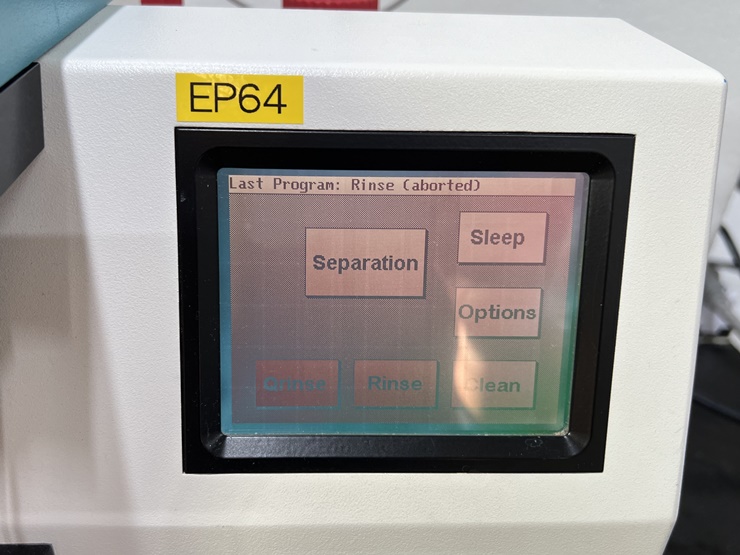 EP64
Last Program: Rinse (aborted)
Separation
Sleep
Options
Rinse
Clean